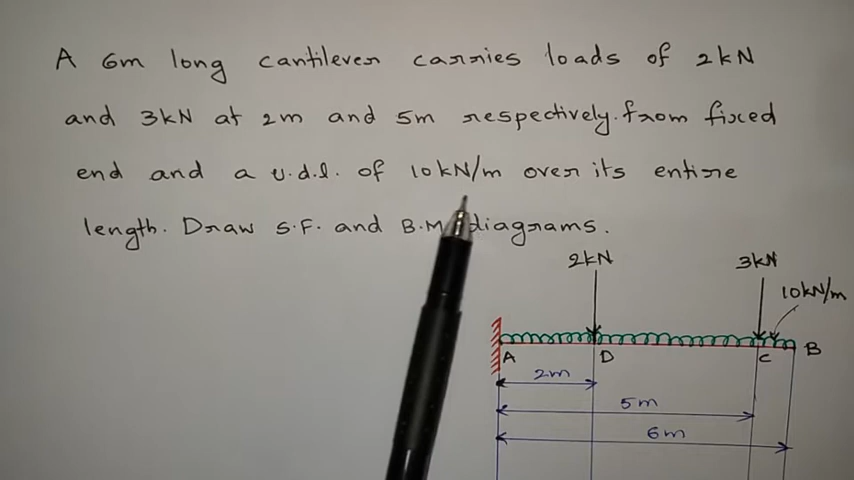 A 6m long cantilever carries loads of 2kN
and 3kN at 2m and 5m respectively. from fixed
end and a u.d.l. of 10kN/m over its entire
length. Draw S.F. and B.M diagrams.
2kN
3kN
10kN/m
A
D
C
B
2m
5m
6m